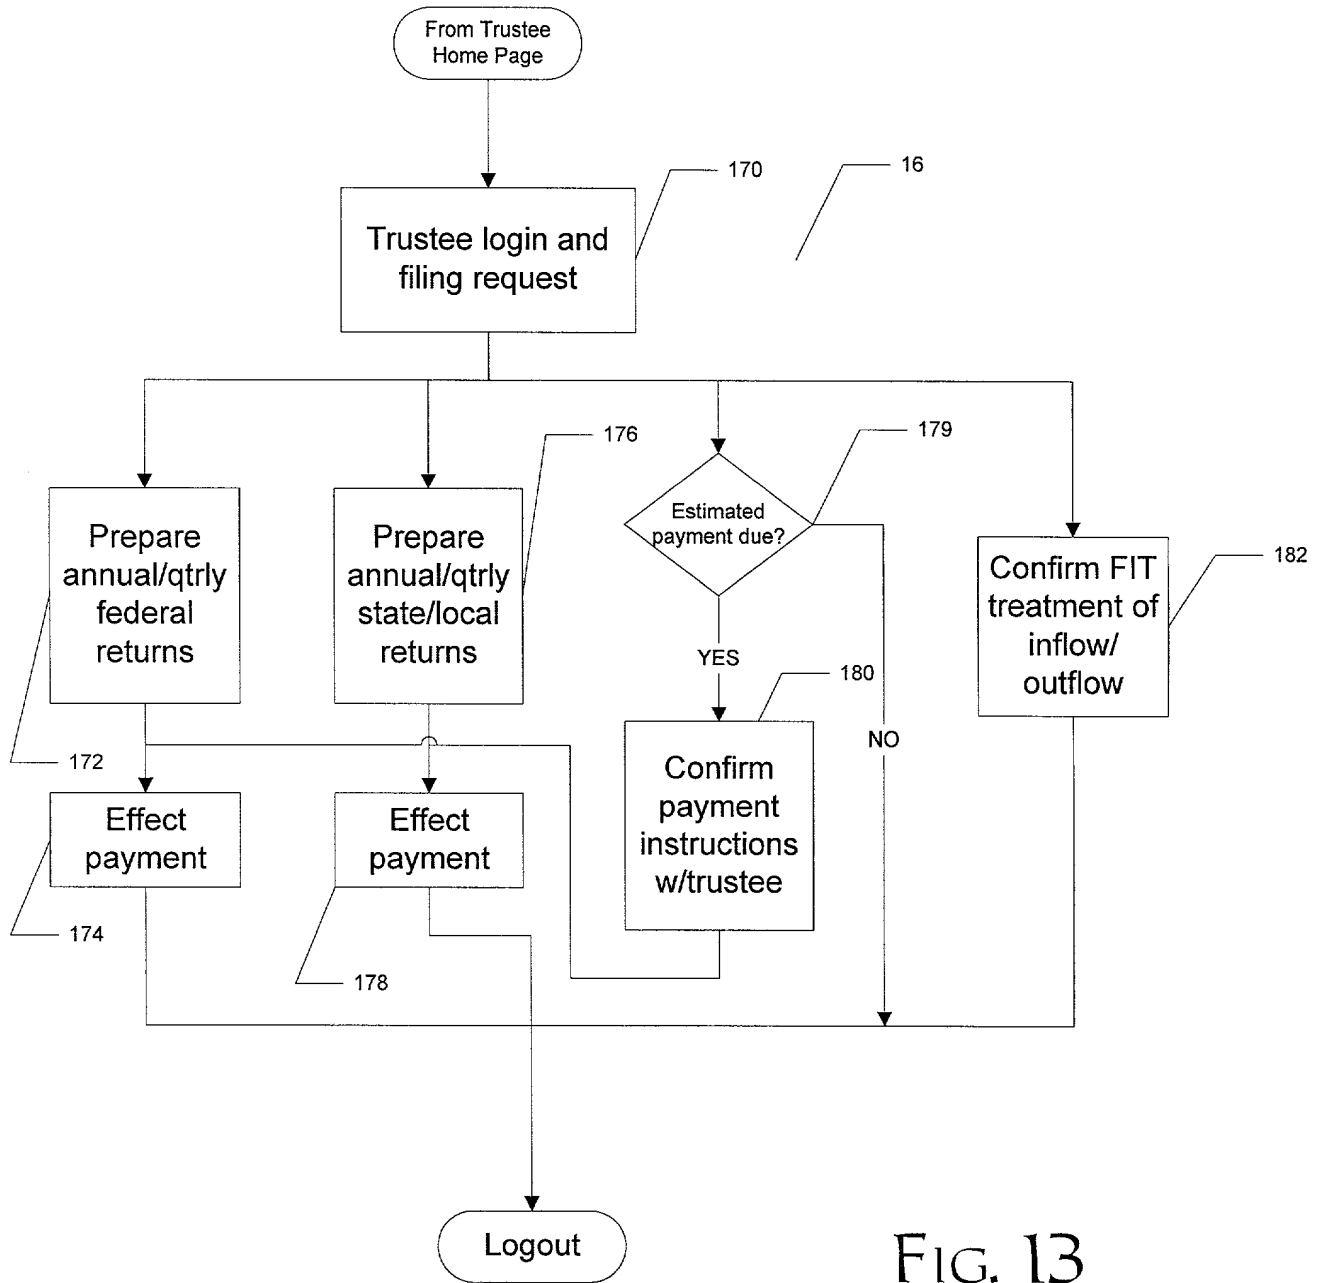 From Trustee
Home Page
170
16
Trustee login and
filing request
176
179
Estimated
payment due?
182
Prepare
annual/qtrly
federal
returns
Prepare
annual/qtrly
state/local
returns
Confirm FIT
treatment of
inflow/
outflow
YES
180
NO
172
Confirm
payment
instructions
w/trustee
Effect
payment
Effect
payment
174
178
Logout
FIG. 13